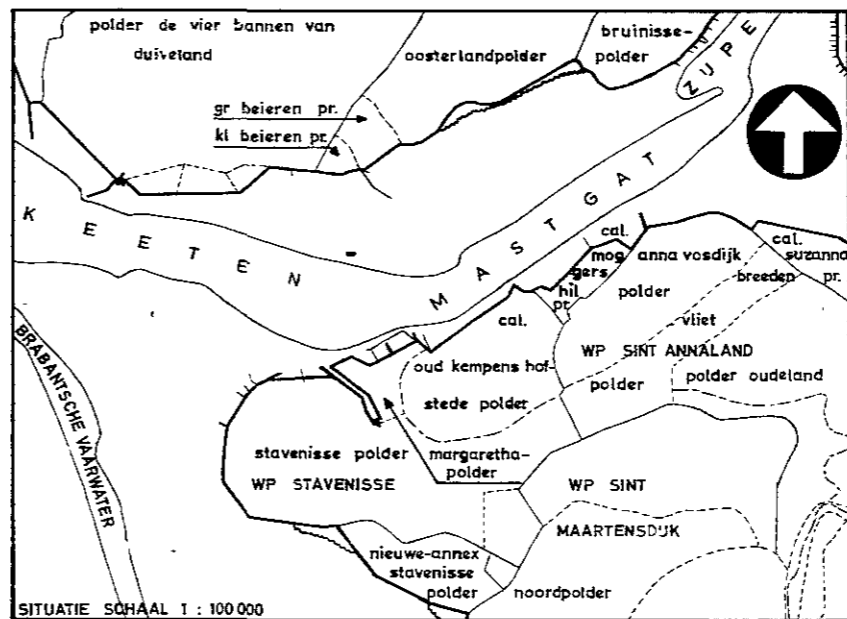 polder de vier bannen van
duiveland
oosterlandpolder
bruinisse-
polder
ZIJPE
gr beieren pr.
kl beieren pr.
KEETEN
MASTGAT
cal.
mog
gers
hil
pr.
anna vosdijk
polder
cal.
suzanna
pr.
breeden
vliet
polder
cal.
oud kempens hof-
stede polder
WP SINT ANNALAND
polder oudeland
BRABANTSCHE VAARWATER
stavenisse polder
WP STAVENISSE
margaretha-
polder
WP SINT
MAARTENSDIJK
nieuwe-annex
stavenisse
polder
noordpolder
SITUATIE SCHAAL 1 : 100 000